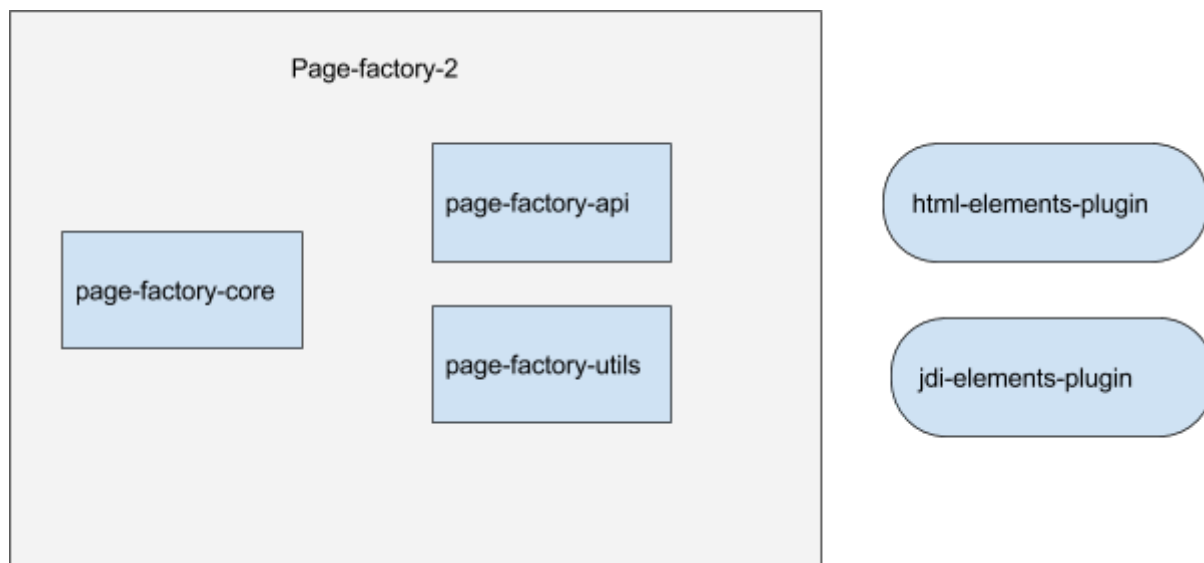 Page-factory-2
page-factory-api
html-elements-plugin
page-factory-core
page-factory-utils
jdi-elements-plugin